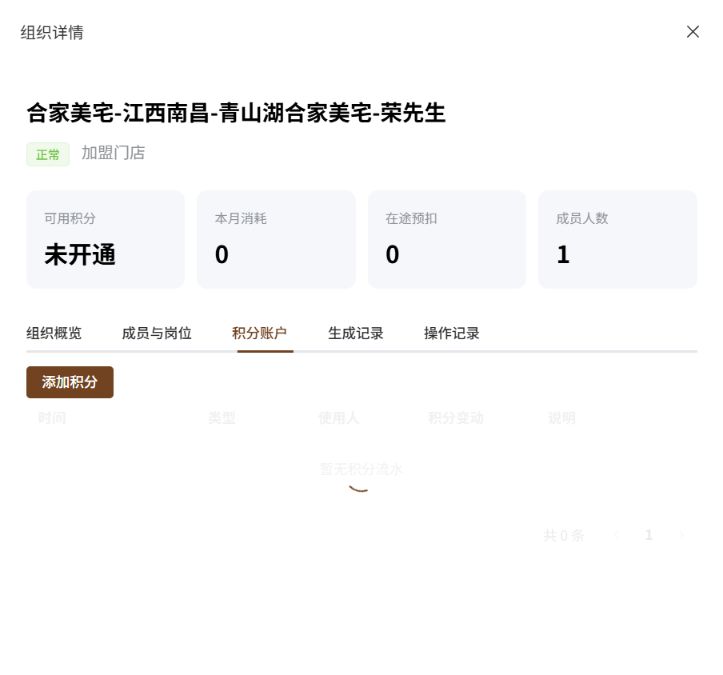 组织详情
合家美宅-江西南昌-青山湖合家美宅-荣先生
正常 加盟门店
可用积分 本月消耗 在途预扣 成员人数
未开通 0 0 1
组织概览 成员与岗位 积分账户 生成记录 操作记录
添加积分
时间 类型 使用人 积分变动 说明
暂无积分流水
共 0 条 1